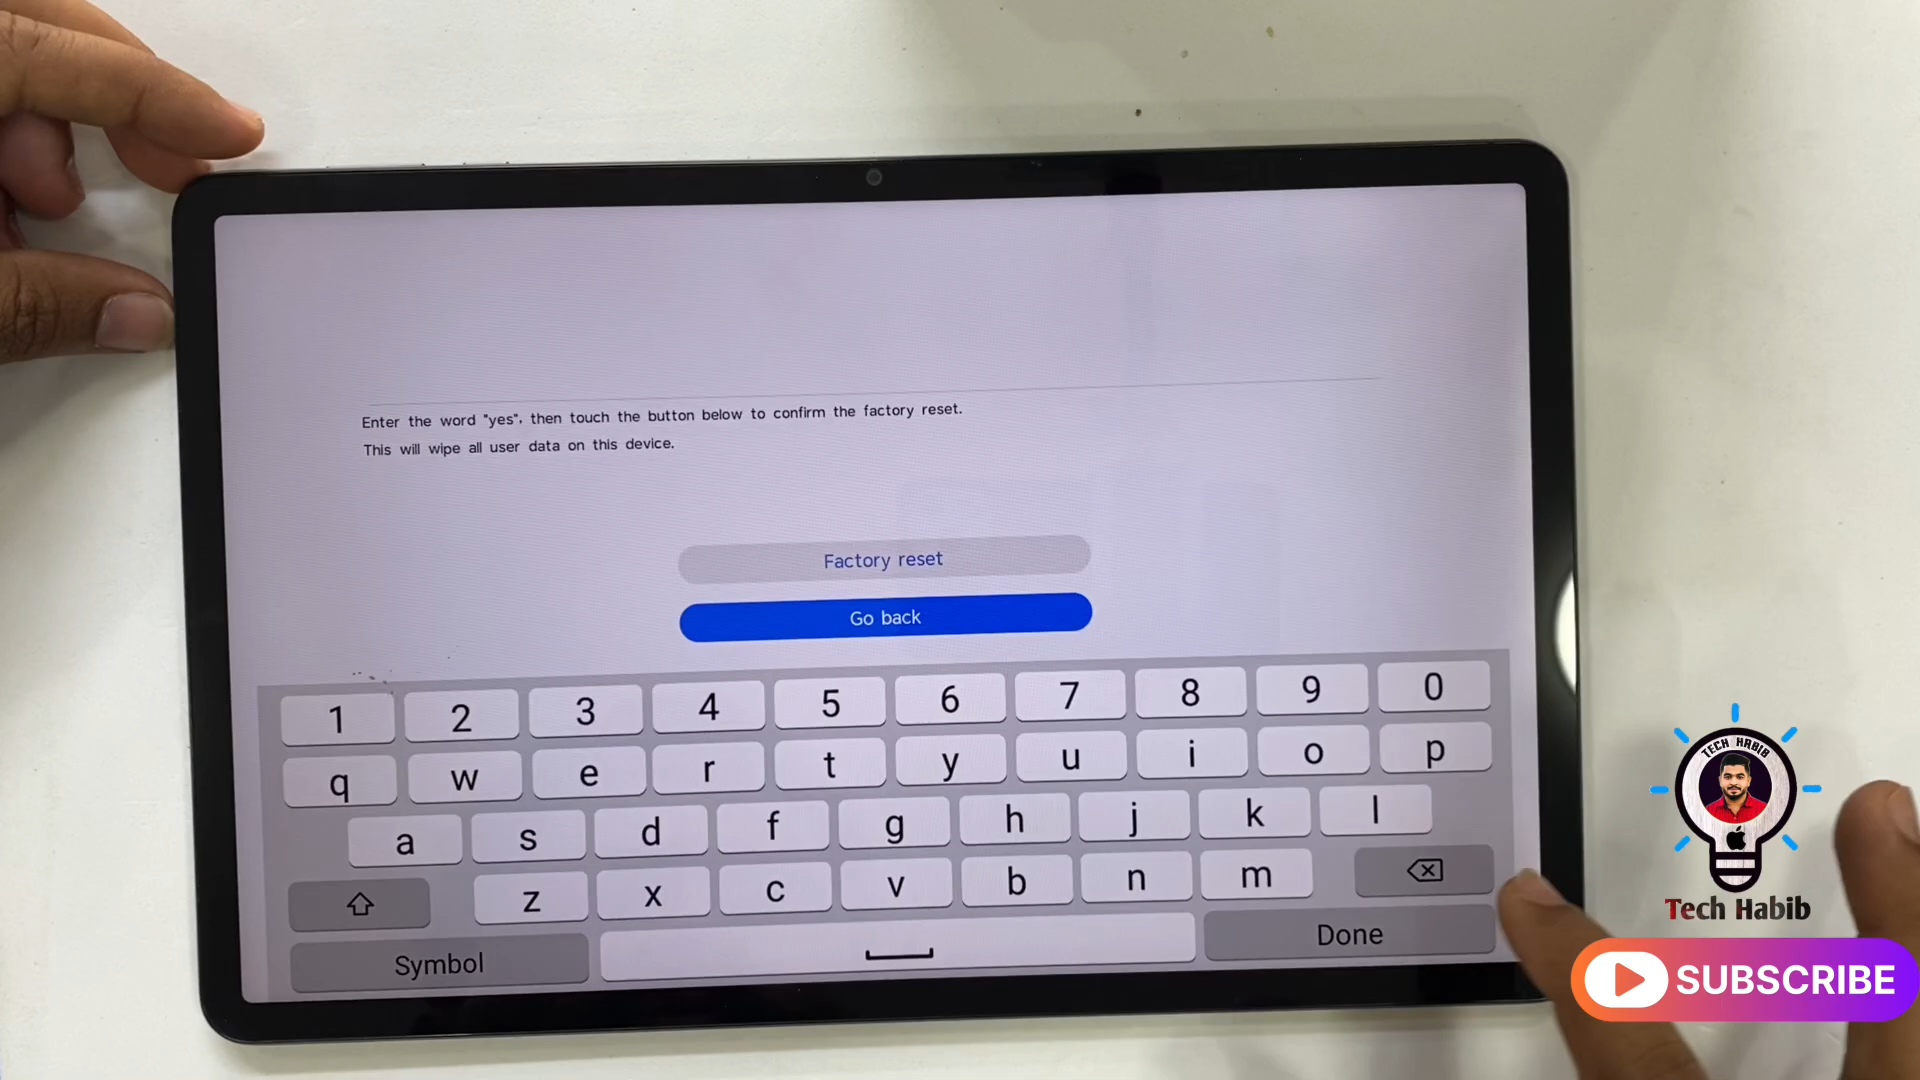 Enter the word "yes", then touch the button below to confirm the factory reset.
This will wipe all user data on this device.
Factory reset
Go back
1 2 3 4 5 6 7 8 9 0
q w e r t y u i o p
a s d f g h j k l
z x c v b n m
Symbol Done
TECH HABIB
Tech Habib
SUBSCRIBE